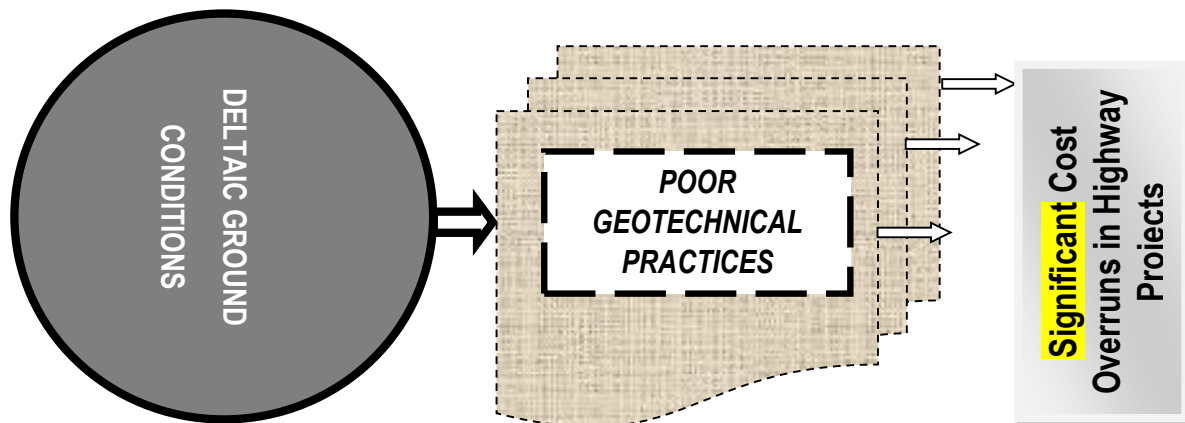 DELTAIC GROUND
CONDITIONS
POOR
GEOTECHNICAL
PRACTICES
Significant Cost
Overruns in Highway
Projects